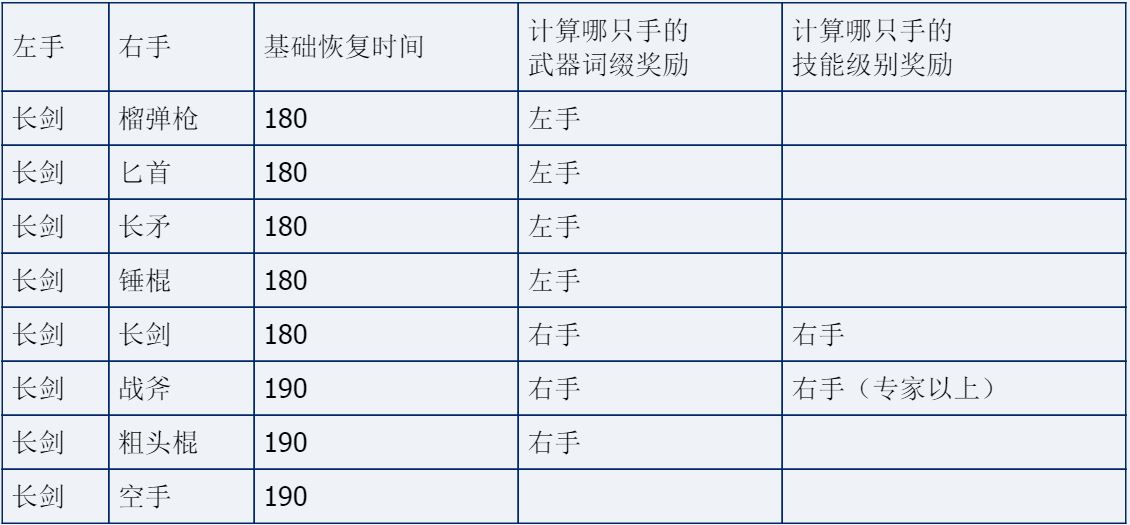 左手 右手 基础恢复时间 计算哪只手的武器词缀奖励 计算哪只手的技能级别奖励
长剑 榴弹枪 180 左手
长剑 匕首 180 左手
长剑 长矛 180 左手
长剑 锤棍 180 左手
长剑 长剑 180 右手 右手
长剑 战斧 190 右手 右手（专家以上）
长剑 粗头棍 190 右手
长剑 空手 190